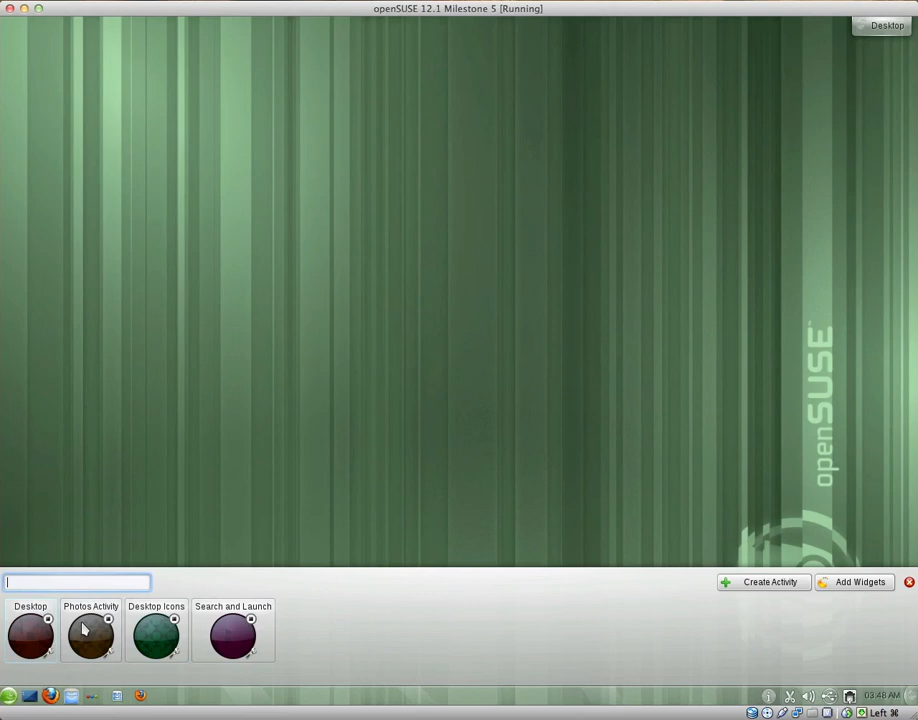 openSUSE 12.1 Milestone 5 [Running]
Desktop
openSUSE
Create Activity
Add Widgets
Desktop
Photos Activity
Desktop Icons
Search and Launch
03:48 AM
Left ⌘